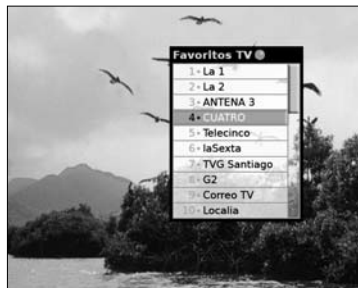 Favoritos TV
1· La 1
2· La 2
3· ANTENA 3
4· CUATRO
5· Telecinco
6· laSexta
7· TVG Santiago
8· G2
9· Correo TV
10· Localia